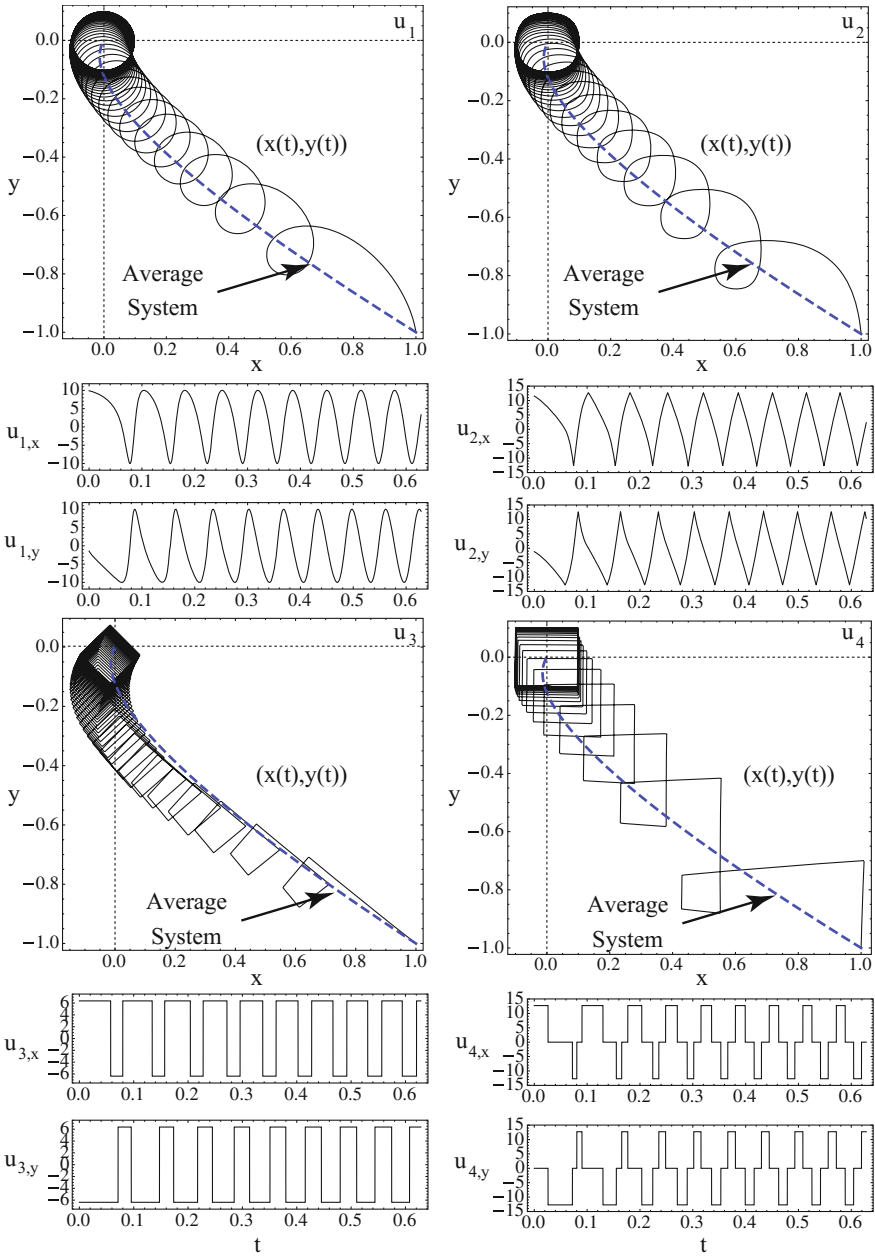 u1
0.0
−0.2
−0.4
−0.6
−0.8
−1.0
y
(x(t),y(t))
Average
System
0.0 0.2 0.4 0.6 0.8 1.0
x
u2
0.0
−0.2
−0.4
−0.6
−0.8
−1.0
y
(x(t),y(t))
Average
System
0.0 0.2 0.4 0.6 0.8 1.0
x
u1,x
10
5
0
−5
−10
0.0 0.1 0.2 0.3 0.4 0.5 0.6
u2,x
15
10
5
0
−5
−10
−15
0.0 0.1 0.2 0.3 0.4 0.5 0.6
u1,y
10
5
0
−5
−10
0.0 0.1 0.2 0.3 0.4 0.5 0.6
u2,y
15
10
5
0
−5
−10
−15
0.0 0.1 0.2 0.3 0.4 0.5 0.6
u3
0.0
−0.2
−0.4
−0.6
−0.8
−1.0
y
(x(t),y(t))
Average
System
0.0 0.2 0.4 0.6 0.8 1.0
x
u4
0.0
−0.2
−0.4
−0.6
−0.8
−1.0
y
(x(t),y(t))
Average
System
0.0 0.2 0.4 0.6 0.8 1.0
x
u3,x
6
4
2
0
−2
−4
−6
0.0 0.1 0.2 0.3 0.4 0.5 0.6
u4,x
15
10
5
0
−5
−10
−15
0.0 0.1 0.2 0.3 0.4 0.5 0.6
u3,y
6
4
2
0
−2
−4
−6
0.0 0.1 0.2 0.3 0.4 0.5 0.6
t
u4,y
15
10
5
0
−5
−10
−15
0.0 0.1 0.2 0.3 0.4 0.5 0.6
t